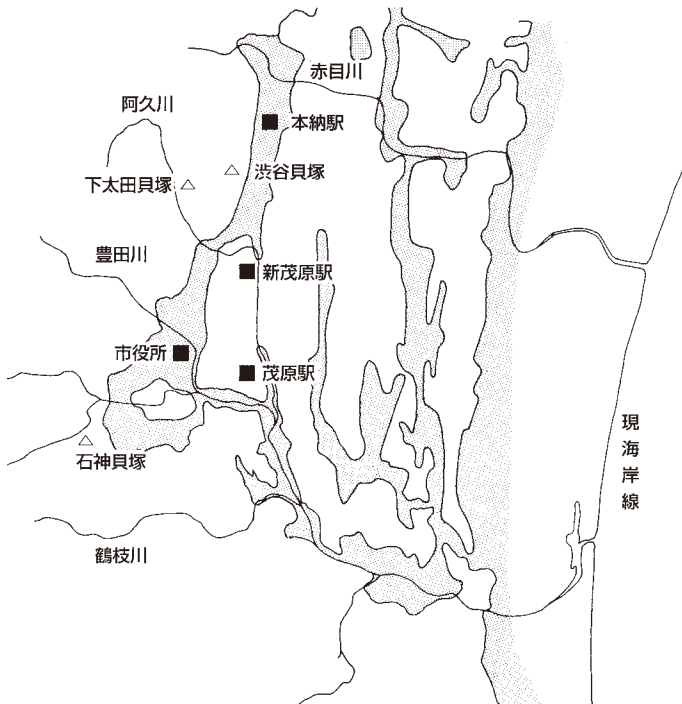 赤目川
阿久川
本納駅
渋谷貝塚
下太田貝塚
豊田川
新茂原駅
市役所
茂原駅
石神貝塚
現海岸線
鶴枝川